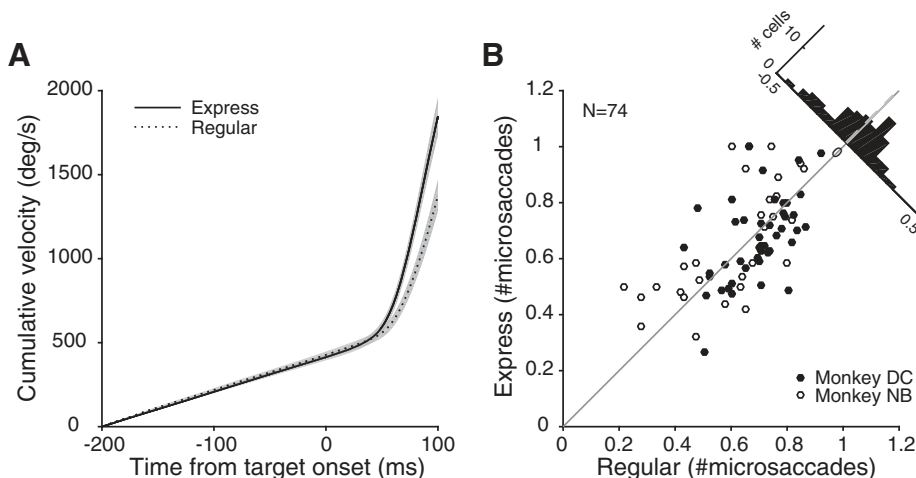 A
Cumulative velocity (deg/s)
2000
1500
1000
500
0
Express
Regular
-200
-100
0
100
Time from target onset (ms)
B
Express (#microsaccades)
1.2
1
0.8
0.6
0.4
0.2
0
N=74
# cells
10
0
-0.5
0.5
Monkey DC
Monkey NB
0
0.2
0.4
0.6
0.8
1
1.2
Regular (#microsaccades)